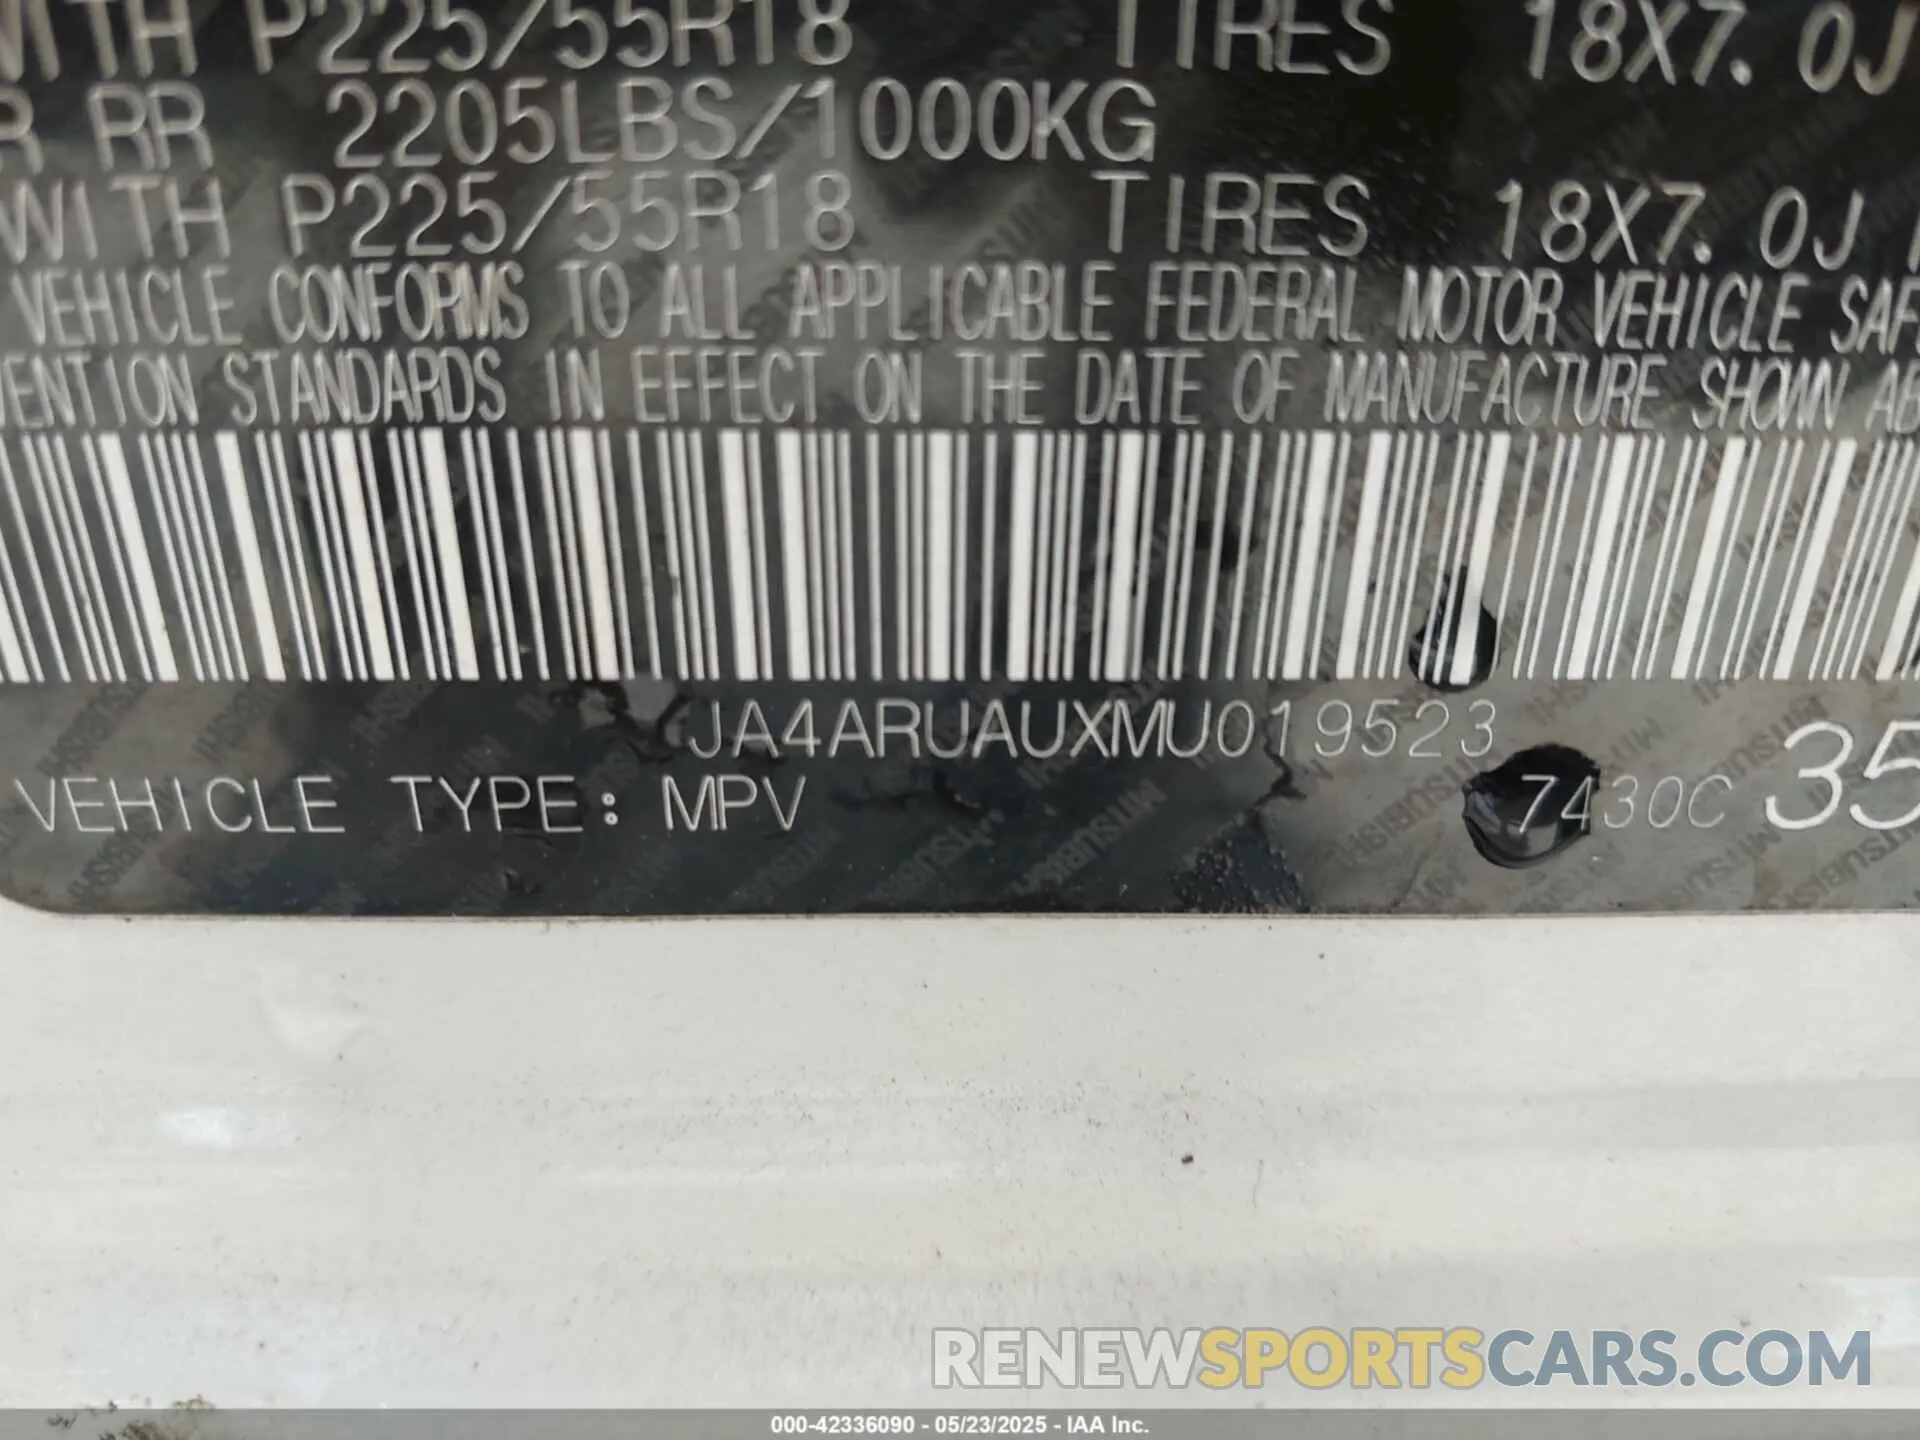 WITH P225/55R18 TIRES 18X7.0J
R RR 2205LBS/1000KG
WITH P225/55R18 TIRES 18X7.0J
VEHICLE CONFORMS TO ALL APPLICABLE FEDERAL MOTOR VEHICLE SAFE
VENTION STANDARDS IN EFFECT ON THE DATE OF MANUFACTURE SHOWN AB
JA4ARUAUXMU019523
VEHICLE TYPE: MPV 7430C 35
RENEWSPORTSCARS.COM
000-42336090 - 05/23/2025 - IAA Inc.